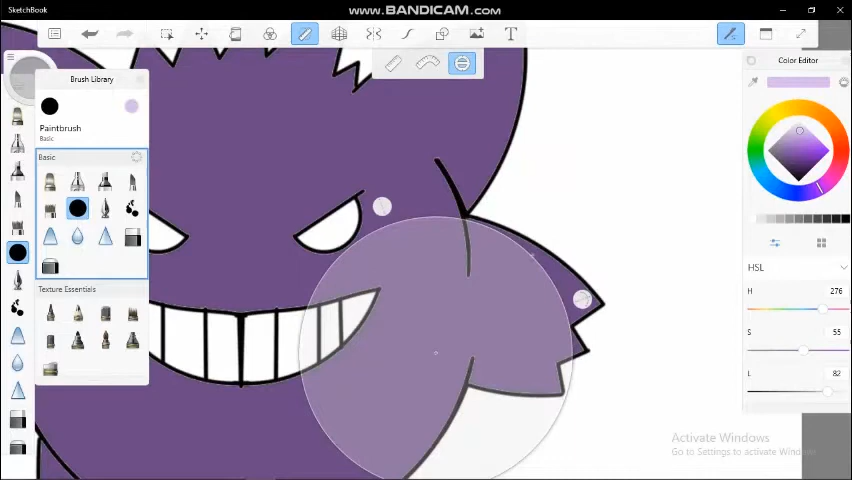 SketchBook
www.BANDICAM.com
Brush Library
Paintbrush
Basic
Basic
Texture Essentials
Color Editor
HSL
H 276
S 55
L 82
Activate Windows
Go to Settings to activate Windows.